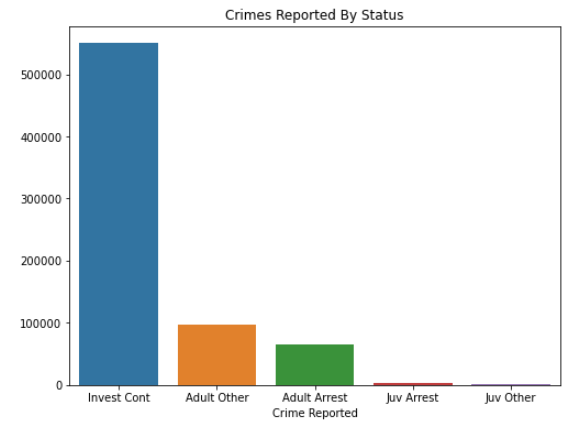 Crimes Reported By Status
500000
400000
300000
200000
100000
0
Invest Cont Adult Other Adult Arrest Juv Arrest Juv Other
Crime Reported